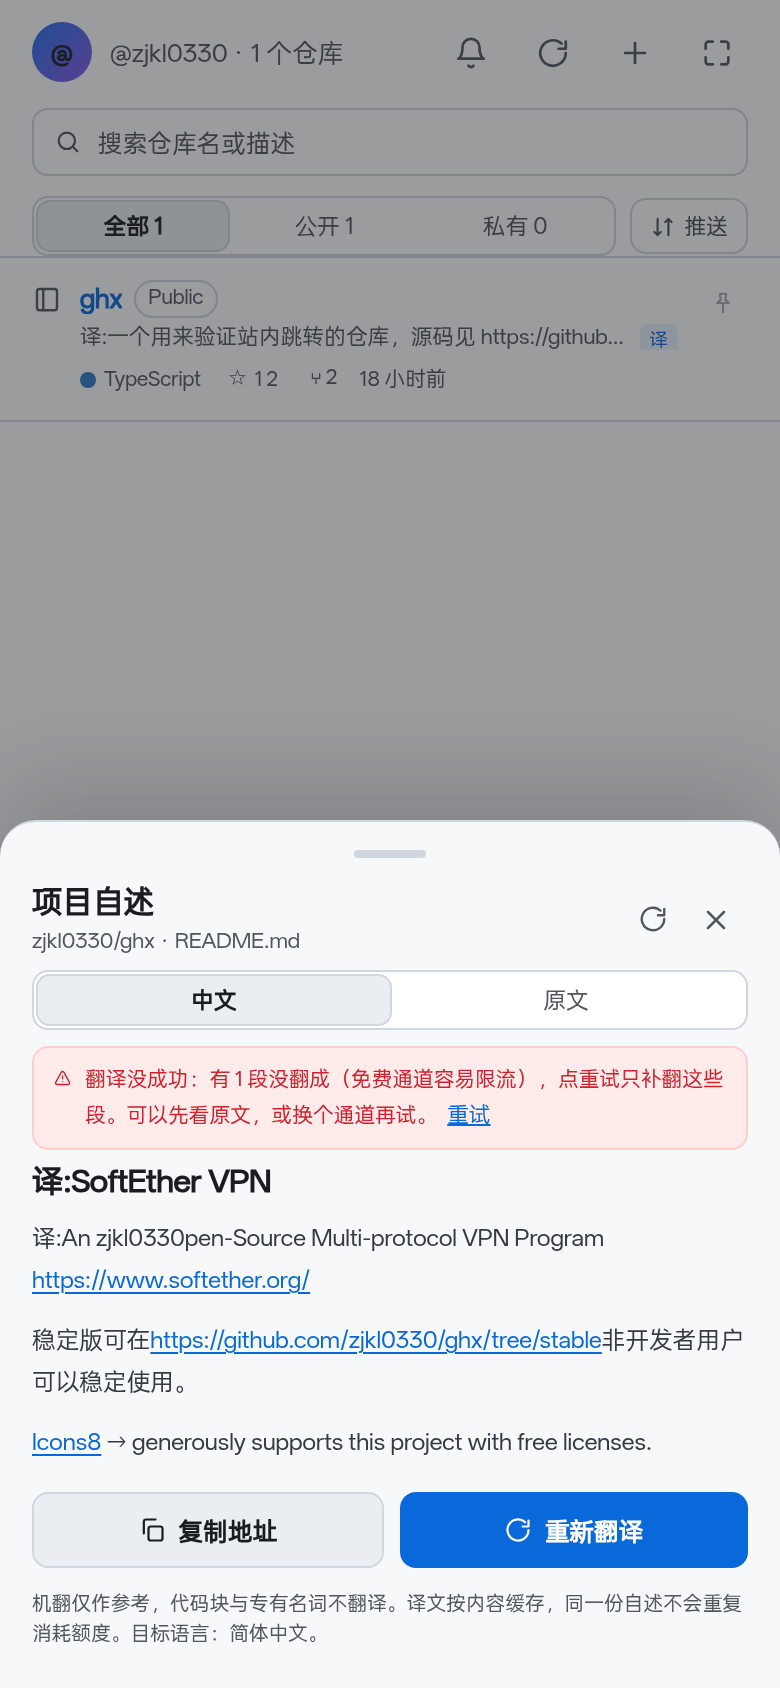 @ @zjkl0330 · 1 个仓库
搜索仓库名或描述
全部 1 公开 1 私有 0 推送
ghx Public
译:一个用来验证站内跳转的仓库，源码见 https://github... 译
TypeScript ☆ 12 2 18 小时前
项目自述
zjkl0330/ghx · README.md
中文 原文
翻译没成功：有 1 段没翻成（免费通道容易限流），点重试只补翻这些
段。可以先看原文，或换个通道再试。 重试
译:SoftEther VPN
译:An zjkl0330pen-Source Multi-protocol VPN Program
https://www.softether.org/
稳定版可在https://github.com/zjkl0330/ghx/tree/stable非开发者用户
可以稳定使用。
Icons8 → generously supports this project with free licenses.
复制地址 重新翻译
机翻仅作参考，代码块与专有名词不翻译。译文按内容缓存，同一份自述不会重复
消耗额度。目标语言：简体中文。